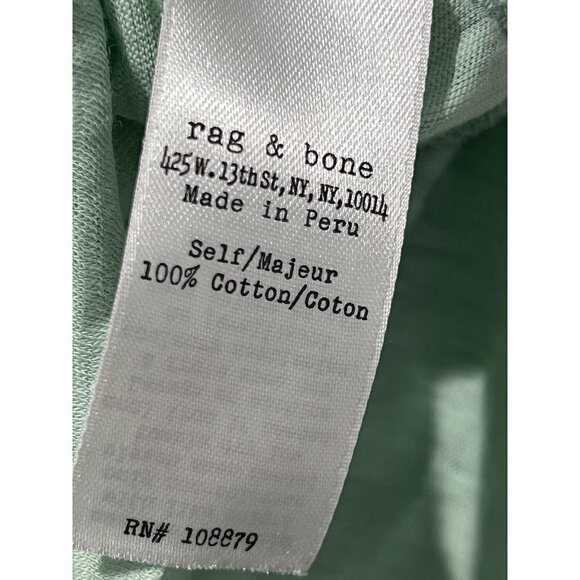 rag & bone
425 W. 13th St, NY, NY, 10014
Made in Peru
Self/Majeur
100% Cotton/Coton
RN# 108879